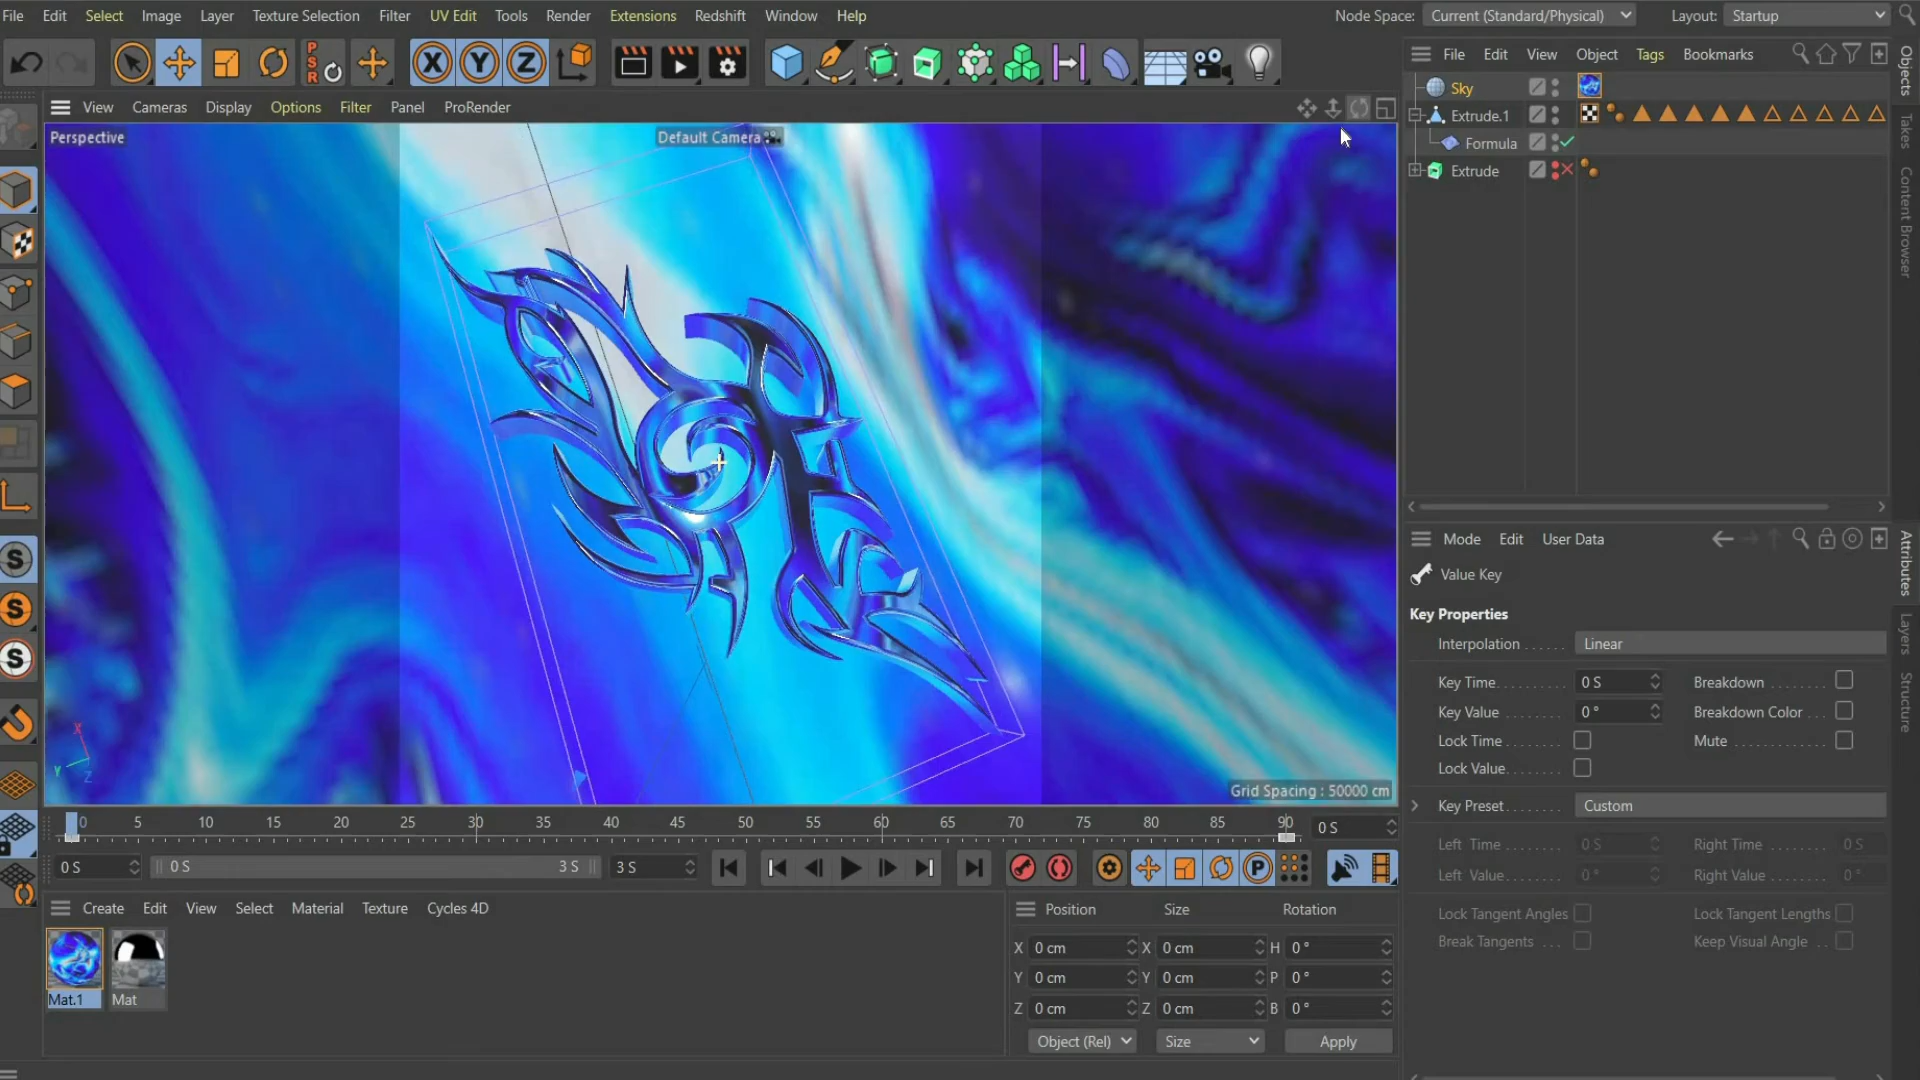 File Edit Select Image Layer Texture Selection Filter UV Edit Tools Render Extensions Redshift Window Help Node Space: Current (Standard/Physical) Layout: Startup
PSR X Y Z
File Edit View Object Tags Bookmarks
Objects
Takes
Content Browser
Sky
Extrude.1
Formula
Extrude
View Cameras Display Options Filter Panel ProRender
Perspective
Default Camera
X
Y
Z
Grid Spacing : 50000 cm
S
S
S
Mode Edit User Data
Attributes
Layers
Structure
Value Key
Key Properties
Interpolation ...... Linear
Key Time.......... 0 S Breakdown .......
Key Value ........ 0 ° Breakdown Color ...
Lock Time ........ Mute ............
Lock Value.......
Key Preset........ Custom
Left Time ........ 0 S Right Time ..... 0 S
Left Value....... 0 ° Right Value .... 0 °
Lock Tangent Angles Lock Tangent Lengths
Break Tangents ... Keep Visual Angle ..
0 5 10 15 20 25 30 35 40 45 50 55 60 65 70 75 80 85 90 0 S
0 S 0 S 3 S 3 S P
Create Edit View Select Material Texture Cycles 4D
Mat.1 Mat
Position Size Rotation
X 0 cm X 0 cm H 0 °
Y 0 cm Y 0 cm P 0 °
Z 0 cm Z 0 cm B 0 °
Object (Rel) Size Apply